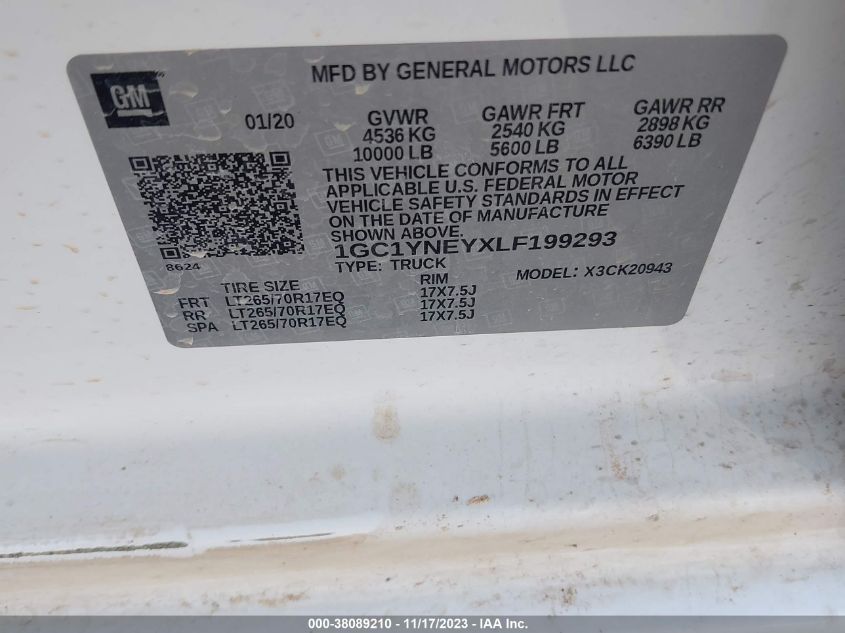 MFD BY GENERAL MOTORS LLC
GM
01/20 GVWR GAWR FRT GAWR RR
4536 KG 2540 KG 2898 KG
10000 LB 5600 LB 6390 LB
THIS VEHICLE CONFORMS TO ALL
APPLICABLE U.S. FEDERAL MOTOR
VEHICLE SAFETY STANDARDS IN EFFECT
ON THE DATE OF MANUFACTURE
SHOWN ABOVE.
1GC1YNEYXLF199293
8624
TYPE: TRUCK MODEL: X3CK20943
TIRE SIZE RIM
FRT LT265/70R17EQ 17X7.5J
RR LT265/70R17EQ 17X7.5J
SPA LT265/70R17EQ 17X7.5J
000-38089210 - 11/17/2023 - IAA Inc.